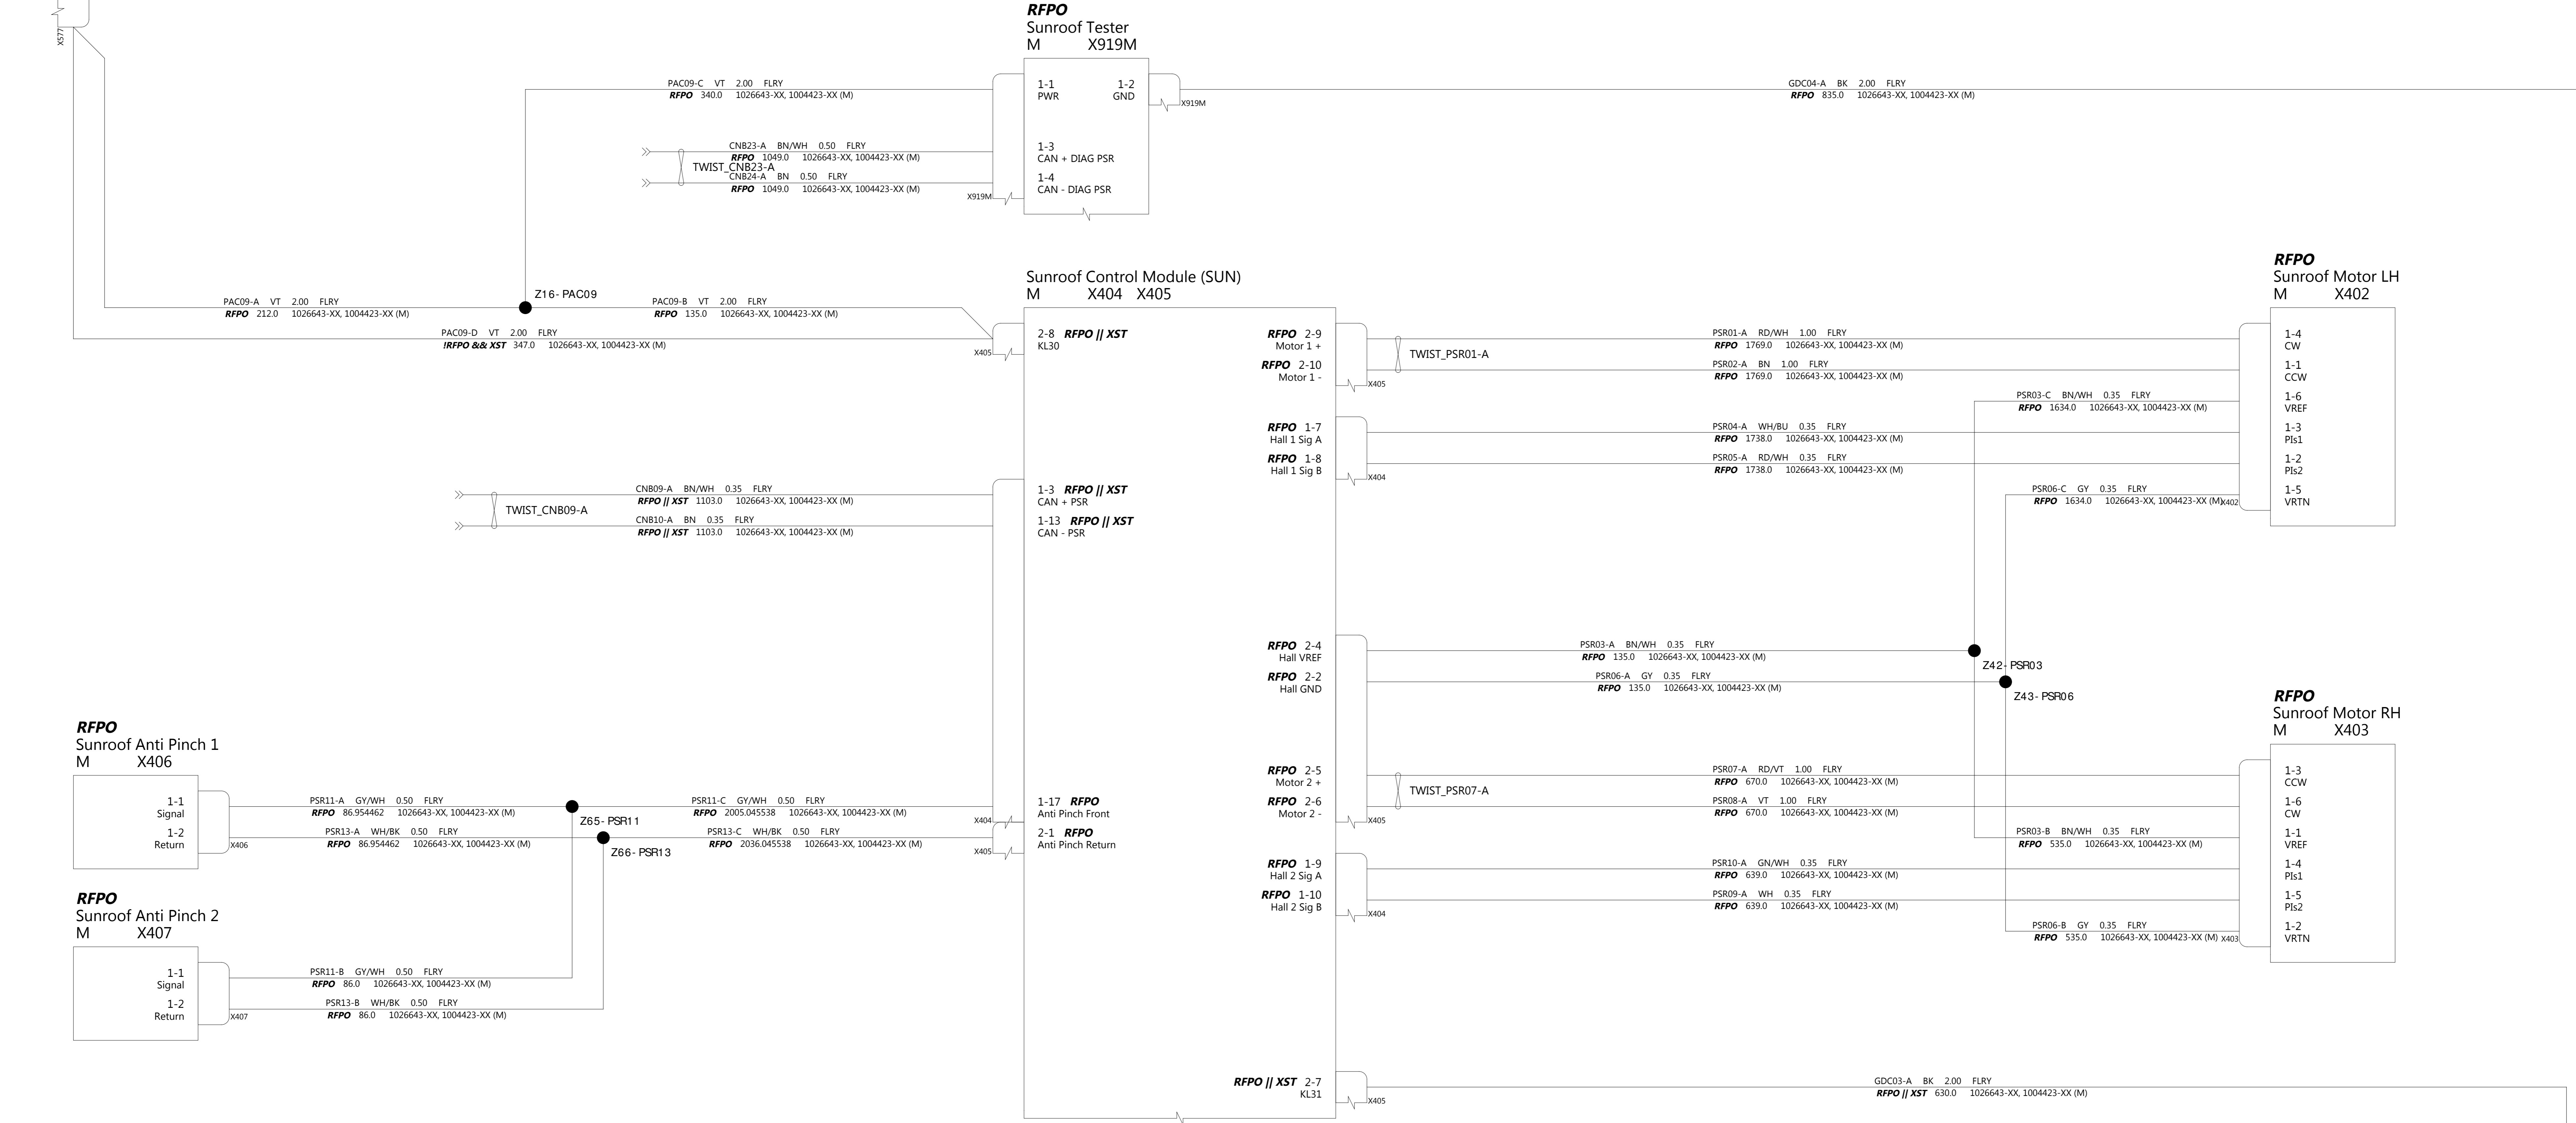 X577
RFPO
Sunroof Tester
M X919M
1-1
PWR
1-2
GND
1-3
CAN + DIAG PSR
1-4
CAN - DIAG PSR
X919M
X919M
PAC09-C VT 2.00 FLRY
RFPO 340.0 1026643-XX, 1004423-XX (M)
GDC04-A BK 2.00 FLRY
RFPO 835.0 1026643-XX, 1004423-XX (M)
CNB23-A BN/WH 0.50 FLRY
RFPO 1049.0 1026643-XX, 1004423-XX (M)
TWIST_CNB23-A
CNB24-A BN 0.50 FLRY
RFPO 1049.0 1026643-XX, 1004423-XX (M)
Z16-PAC09
PAC09-A VT 2.00 FLRY
RFPO 212.0 1026643-XX, 1004423-XX (M)
PAC09-B VT 2.00 FLRY
RFPO 135.0 1026643-XX, 1004423-XX (M)
PAC09-D VT 2.00 FLRY
!RFPO && XST 347.0 1026643-XX, 1004423-XX (M)
X405
CNB09-A BN/WH 0.35 FLRY
RFPO || XST 1103.0 1026643-XX, 1004423-XX (M)
TWIST_CNB09-A
CNB10-A BN 0.35 FLRY
RFPO || XST 1103.0 1026643-XX, 1004423-XX (M)
RFPO
Sunroof Anti Pinch 1
M X406
1-1
Signal
1-2
Return
X406
PSR11-A GY/WH 0.50 FLRY
RFPO 86.954462 1026643-XX, 1004423-XX (M)
PSR11-C GY/WH 0.50 FLRY
RFPO 2005.045538 1026643-XX, 1004423-XX (M)
Z65-PSR11
X404
PSR13-A WH/BK 0.50 FLRY
RFPO 86.954462 1026643-XX, 1004423-XX (M)
PSR13-C WH/BK 0.50 FLRY
RFPO 2036.045538 1026643-XX, 1004423-XX (M)
Z66-PSR13
X405
RFPO
Sunroof Anti Pinch 2
M X407
1-1
Signal
1-2
Return
X407
PSR11-B GY/WH 0.50 FLRY
RFPO 86.0 1026643-XX, 1004423-XX (M)
PSR13-B WH/BK 0.50 FLRY
RFPO 86.0 1026643-XX, 1004423-XX (M)
Sunroof Control Module (SUN)
M X404 X405
2-8 RFPO || XST
KL30
1-3 RFPO || XST
CAN + PSR
1-13 RFPO || XST
CAN - PSR
1-17 RFPO
Anti Pinch Front
2-1 RFPO
Anti Pinch Return
RFPO 2-9
Motor 1 +
RFPO 2-10
Motor 1 -
X405
RFPO 1-7
Hall 1 Sig A
RFPO 1-8
Hall 1 Sig B
X404
RFPO 2-4
Hall VREF
RFPO 2-2
Hall GND
RFPO 2-5
Motor 2 +
RFPO 2-6
Motor 2 -
X405
RFPO 1-9
Hall 2 Sig A
RFPO 1-10
Hall 2 Sig B
X404
RFPO || XST 2-7
KL31
X405
TWIST_PSR01-A
PSR01-A RD/WH 1.00 FLRY
RFPO 1769.0 1026643-XX, 1004423-XX (M)
PSR02-A BN 1.00 FLRY
RFPO 1769.0 1026643-XX, 1004423-XX (M)
PSR03-C BN/WH 0.35 FLRY
RFPO 1634.0 1026643-XX, 1004423-XX (M)
PSR04-A WH/BU 0.35 FLRY
RFPO 1738.0 1026643-XX, 1004423-XX (M)
PSR05-A RD/WH 0.35 FLRY
RFPO 1738.0 1026643-XX, 1004423-XX (M)
PSR06-C GY 0.35 FLRY
RFPO 1634.0 1026643-XX, 1004423-XX (M)
X402
RFPO
Sunroof Motor LH
M X402
1-4
CW
1-1
CCW
1-6
VREF
1-3
PIs1
1-2
PIs2
1-5
VRTN
PSR03-A BN/WH 0.35 FLRY
RFPO 135.0 1026643-XX, 1004423-XX (M)
Z42-PSR03
PSR06-A GY 0.35 FLRY
RFPO 135.0 1026643-XX, 1004423-XX (M)
Z43-PSR06
TWIST_PSR07-A
PSR07-A RD/VT 1.00 FLRY
RFPO 670.0 1026643-XX, 1004423-XX (M)
PSR08-A VT 1.00 FLRY
RFPO 670.0 1026643-XX, 1004423-XX (M)
PSR03-B BN/WH 0.35 FLRY
RFPO 535.0 1026643-XX, 1004423-XX (M)
PSR10-A GN/WH 0.35 FLRY
RFPO 639.0 1026643-XX, 1004423-XX (M)
PSR09-A WH 0.35 FLRY
RFPO 639.0 1026643-XX, 1004423-XX (M)
PSR06-B GY 0.35 FLRY
RFPO 535.0 1026643-XX, 1004423-XX (M)
X403
RFPO
Sunroof Motor RH
M X403
1-3
CCW
1-6
CW
1-1
VREF
1-4
PIs1
1-5
PIs2
1-2
VRTN
GDC03-A BK 2.00 FLRY
RFPO || XST 630.0 1026643-XX, 1004423-XX (M)